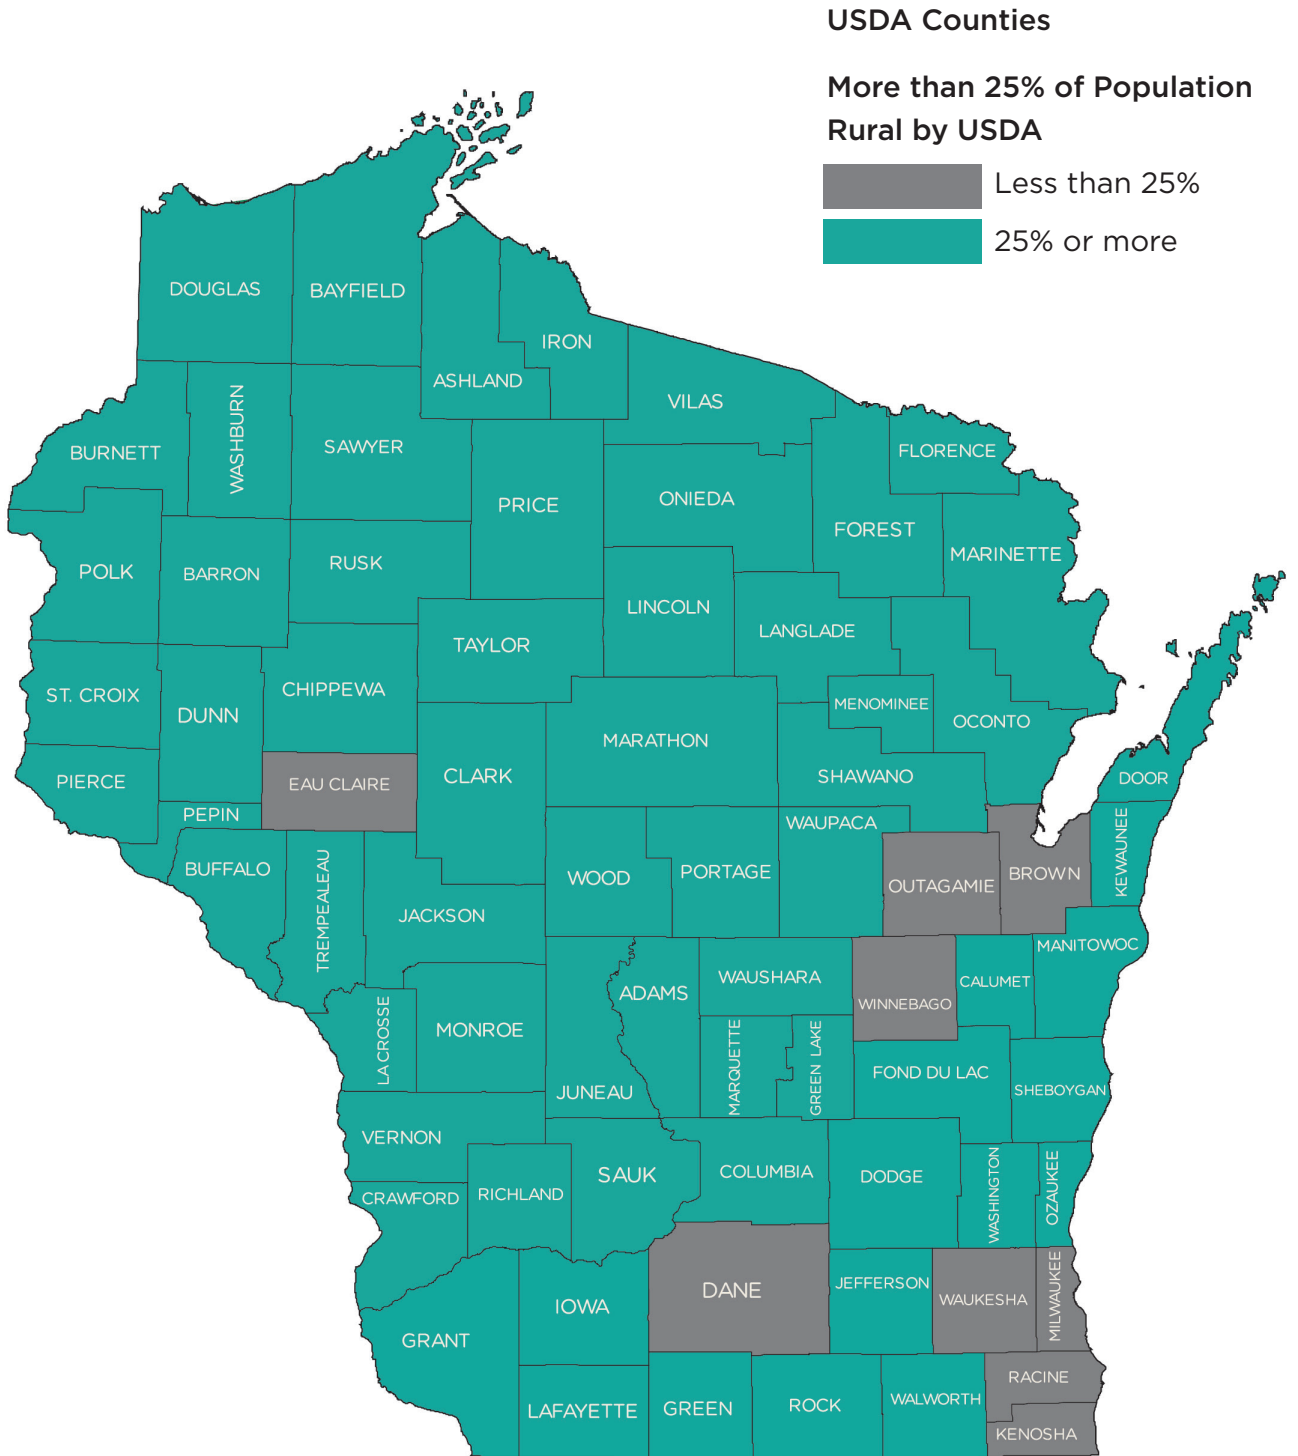 USDA Counties
More than 25% of Population
Rural by USDA
Less than 25%
25% or more
DOUGLAS
BAYFIELD
IRON
ASHLAND
VILAS
WASHBURN
BURNETT
SAWYER
FLORENCE
PRICE
ONIEDA
FOREST
MARINETTE
POLK
BARRON
RUSK
LINCOLN
LANGLADE
TAYLOR
ST. CROIX
CHIPPEWA
DUNN
MENOMINEE
OCONTO
MARATHON
PIERCE
EAU CLAIRE
CLARK
SHAWANO
DOOR
PEPIN
WAUPACA
KEWAUNEE
BUFFALO
TREMPEALEAU
WOOD
PORTAGE
OUTAGAMIE
BROWN
JACKSON
MANITOWOC
ADAMS
WAUSHARA
CALUMET
WINNEBAGO
LA CROSSE
MONROE
MARQUETTE
GREEN LAKE
FOND DU LAC
SHEBOYGAN
JUNEAU
VERNON
SAUK
COLUMBIA
DODGE
WASHINGTON
OZAUKEE
CRAWFORD
RICHLAND
DANE
JEFFERSON
WAUKESHA
MILWAUKEE
IOWA
GRANT
RACINE
LAFAYETTE
GREEN
ROCK
WALWORTH
KENOSHA